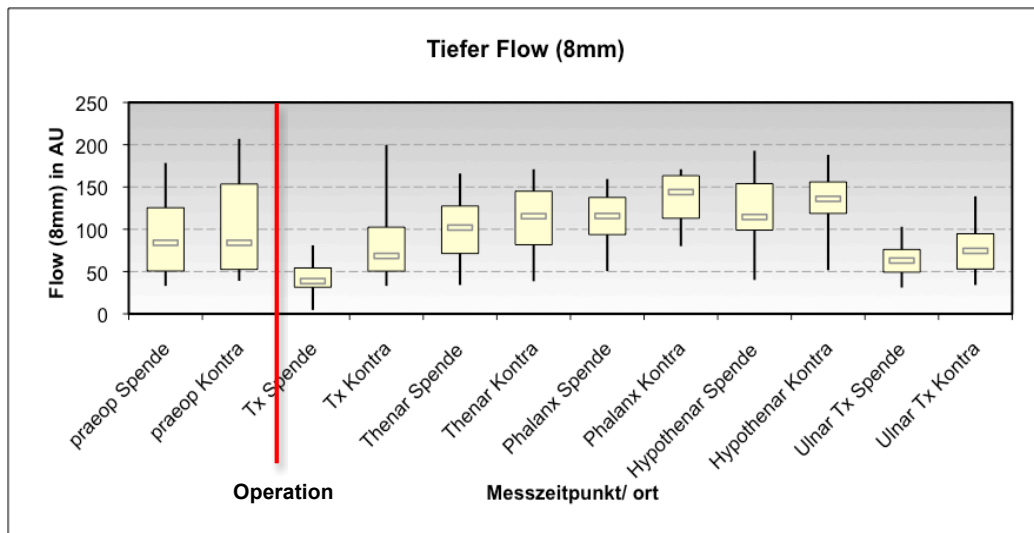 Tiefer Flow (8mm)
Flow (8mm) in AU
250
200
150
100
50
0
praeop Spende
praeop Kontra
Tx Spende
Tx Kontra
Thenar Spende
Thenar Kontra
Phalanx Spende
Phalanx Kontra
Hypothenar Spende
Hypothenar Kontra
Ulnar Tx Spende
Ulnar Tx Kontra
Operation
Messzeitpunkt/ ort